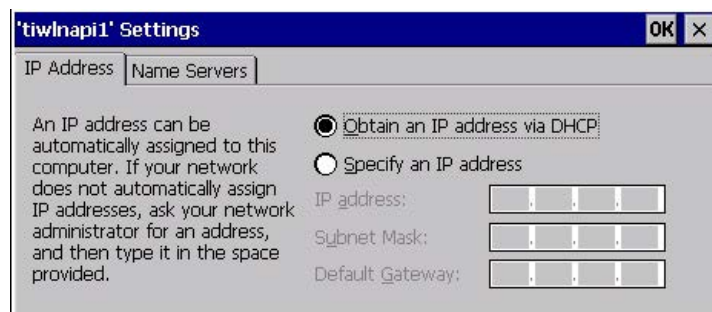 'tiwlnapi1' Settings
OK ×
IP Address Name Servers
An IP address can be
automatically assigned to this
computer. If your network
does not automatically assign
IP addresses, ask your network
administrator for an address,
and then type it in the space
provided.
Obtain an IP address via DHCP
Specify an IP address
IP address:
Subnet Mask:
Default Gateway: